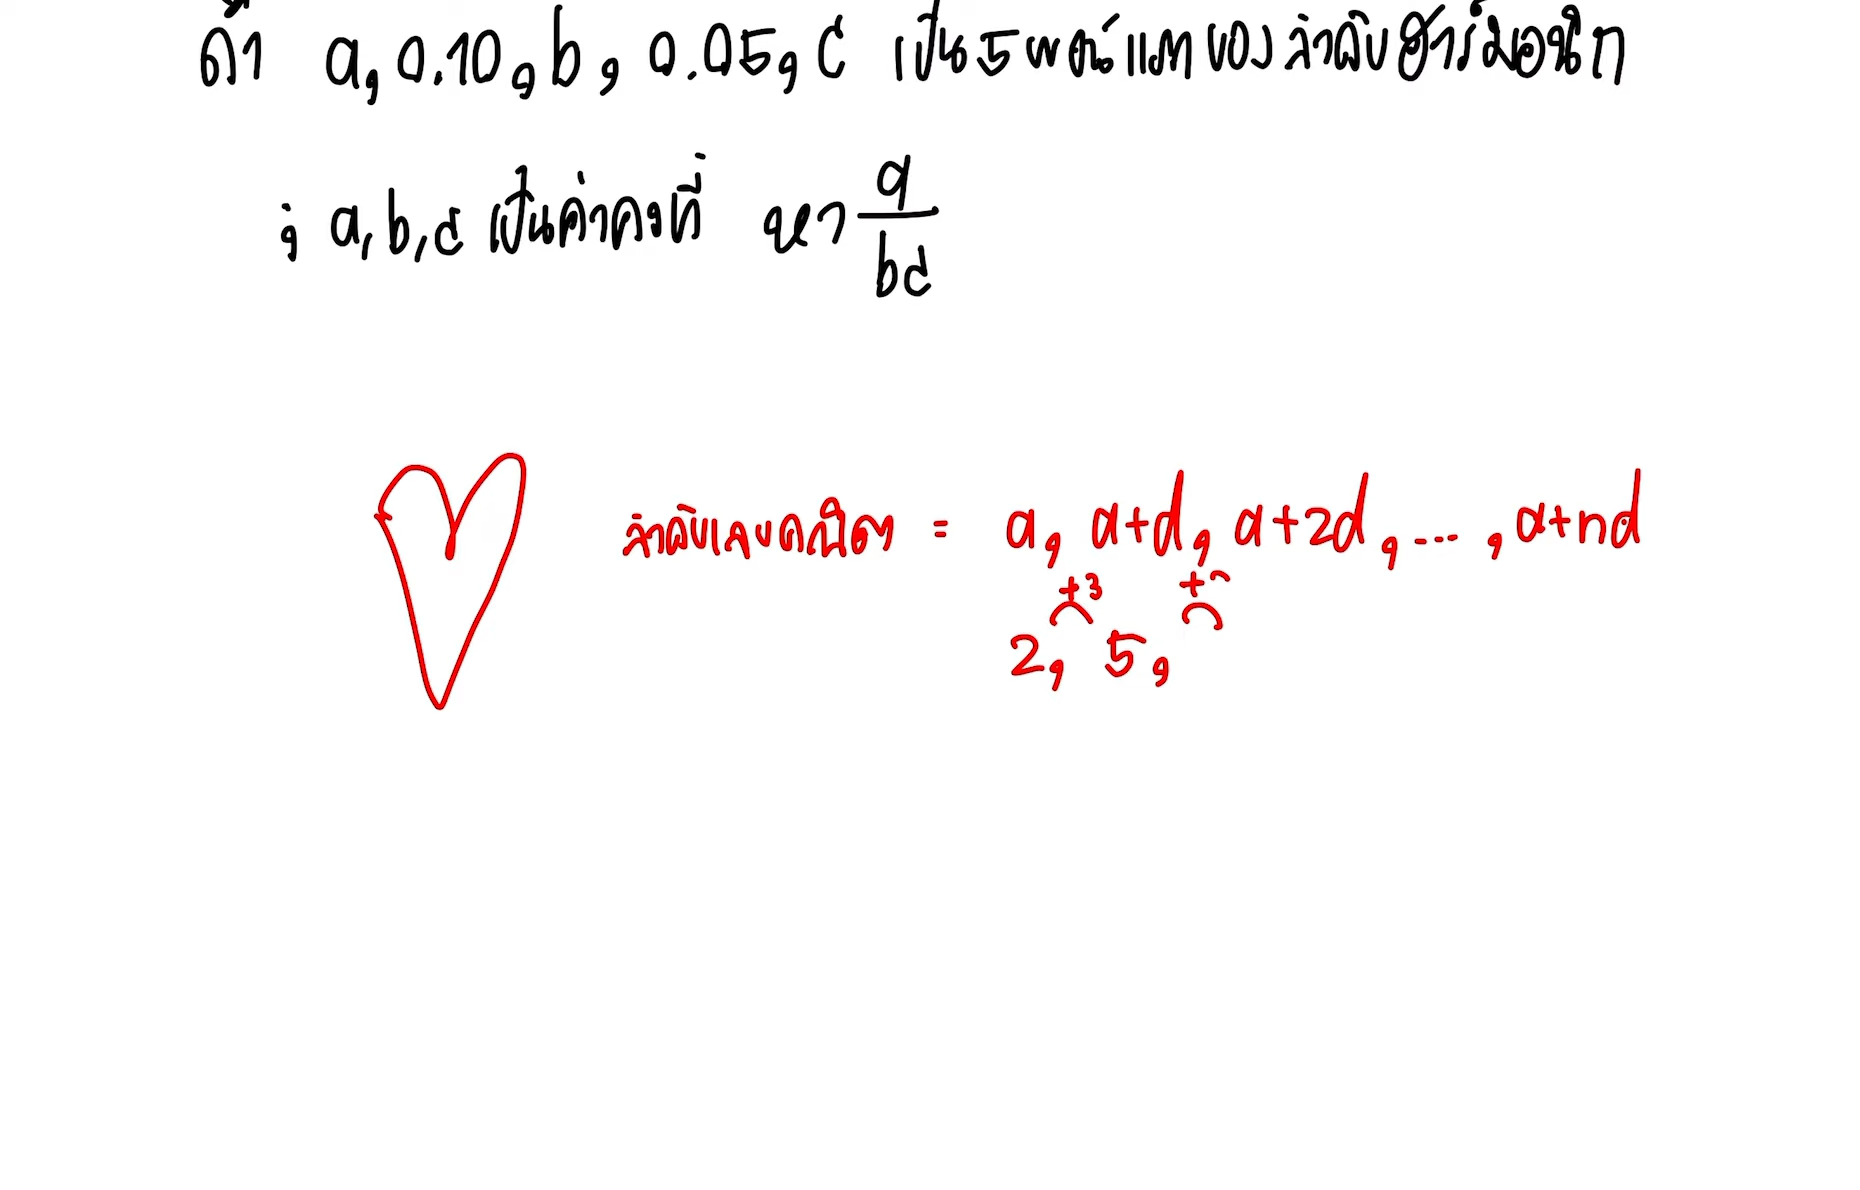 ถ้า a, 0.10, b, 0.05, c เป็น 5 พจน์แรกของลำดับฮาร์มอนิก
; a, b, c เป็นค่าคงที่ หา a/bc
ลำดับเลขคณิต = a, a+d, a+2d, ..., a+nd
+3 +
2, 5,